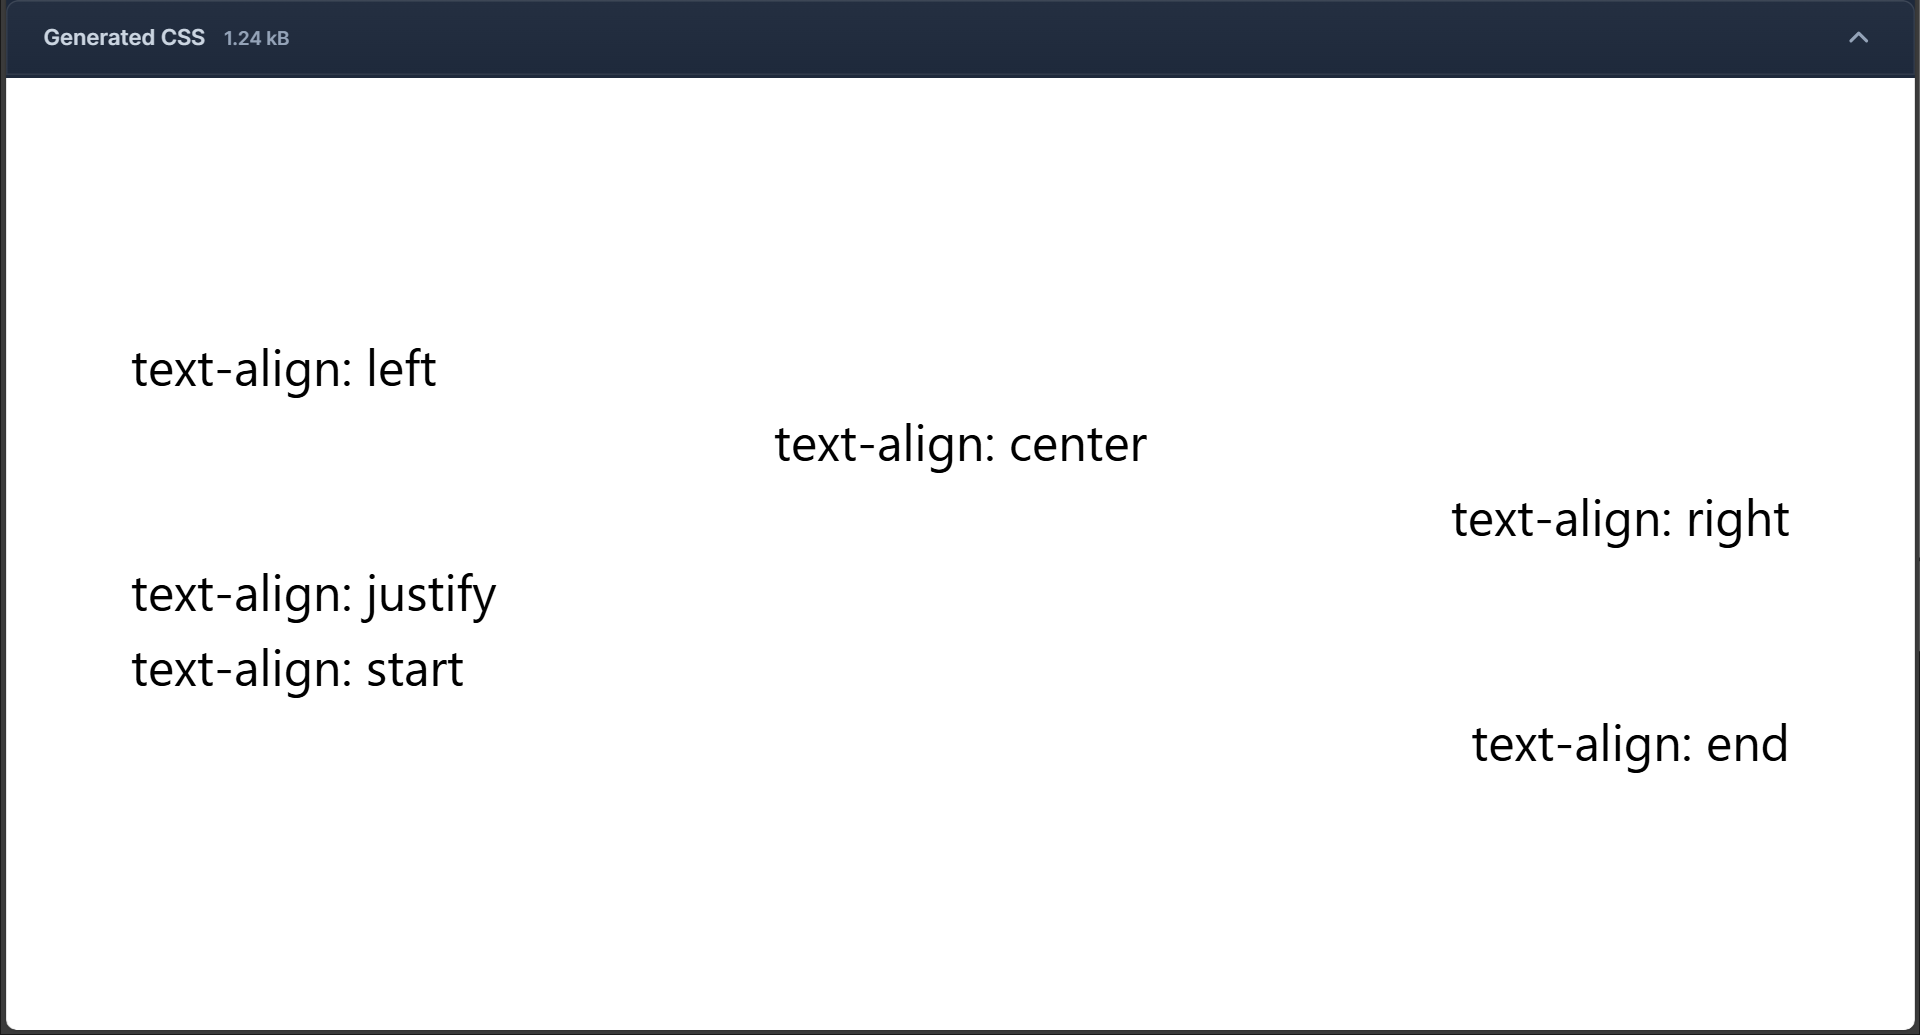 Generated CSS 1.24 kB
text-align: left
text-align: center
text-align: right
text-align: justify
text-align: start
text-align: end